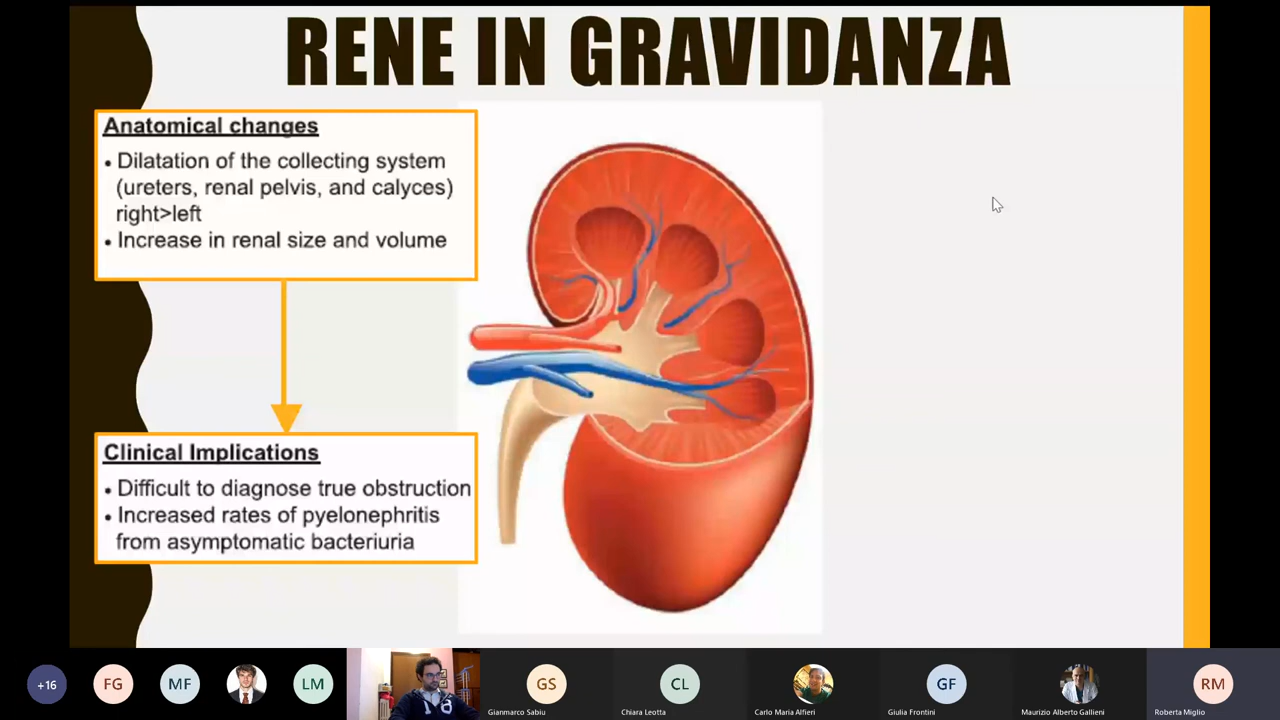 RENE IN GRAVIDANZA
Anatomical changes
• Dilatation of the collecting system
(ureters, renal pelvis, and calyces)
right>left
• Increase in renal size and volume
Clinical Implications
• Difficult to diagnose true obstruction
• Increased rates of pyelonephritis
from asymptomatic bacteriuria
+16
FG
MF
LM
GS
CL
GF
RM
Gianmarco Sabiu
Chiara Leotta
Carlo Maria Alfieri
Giulia Frontini
Maurizio Alberto Gallieni
Roberta Miglio